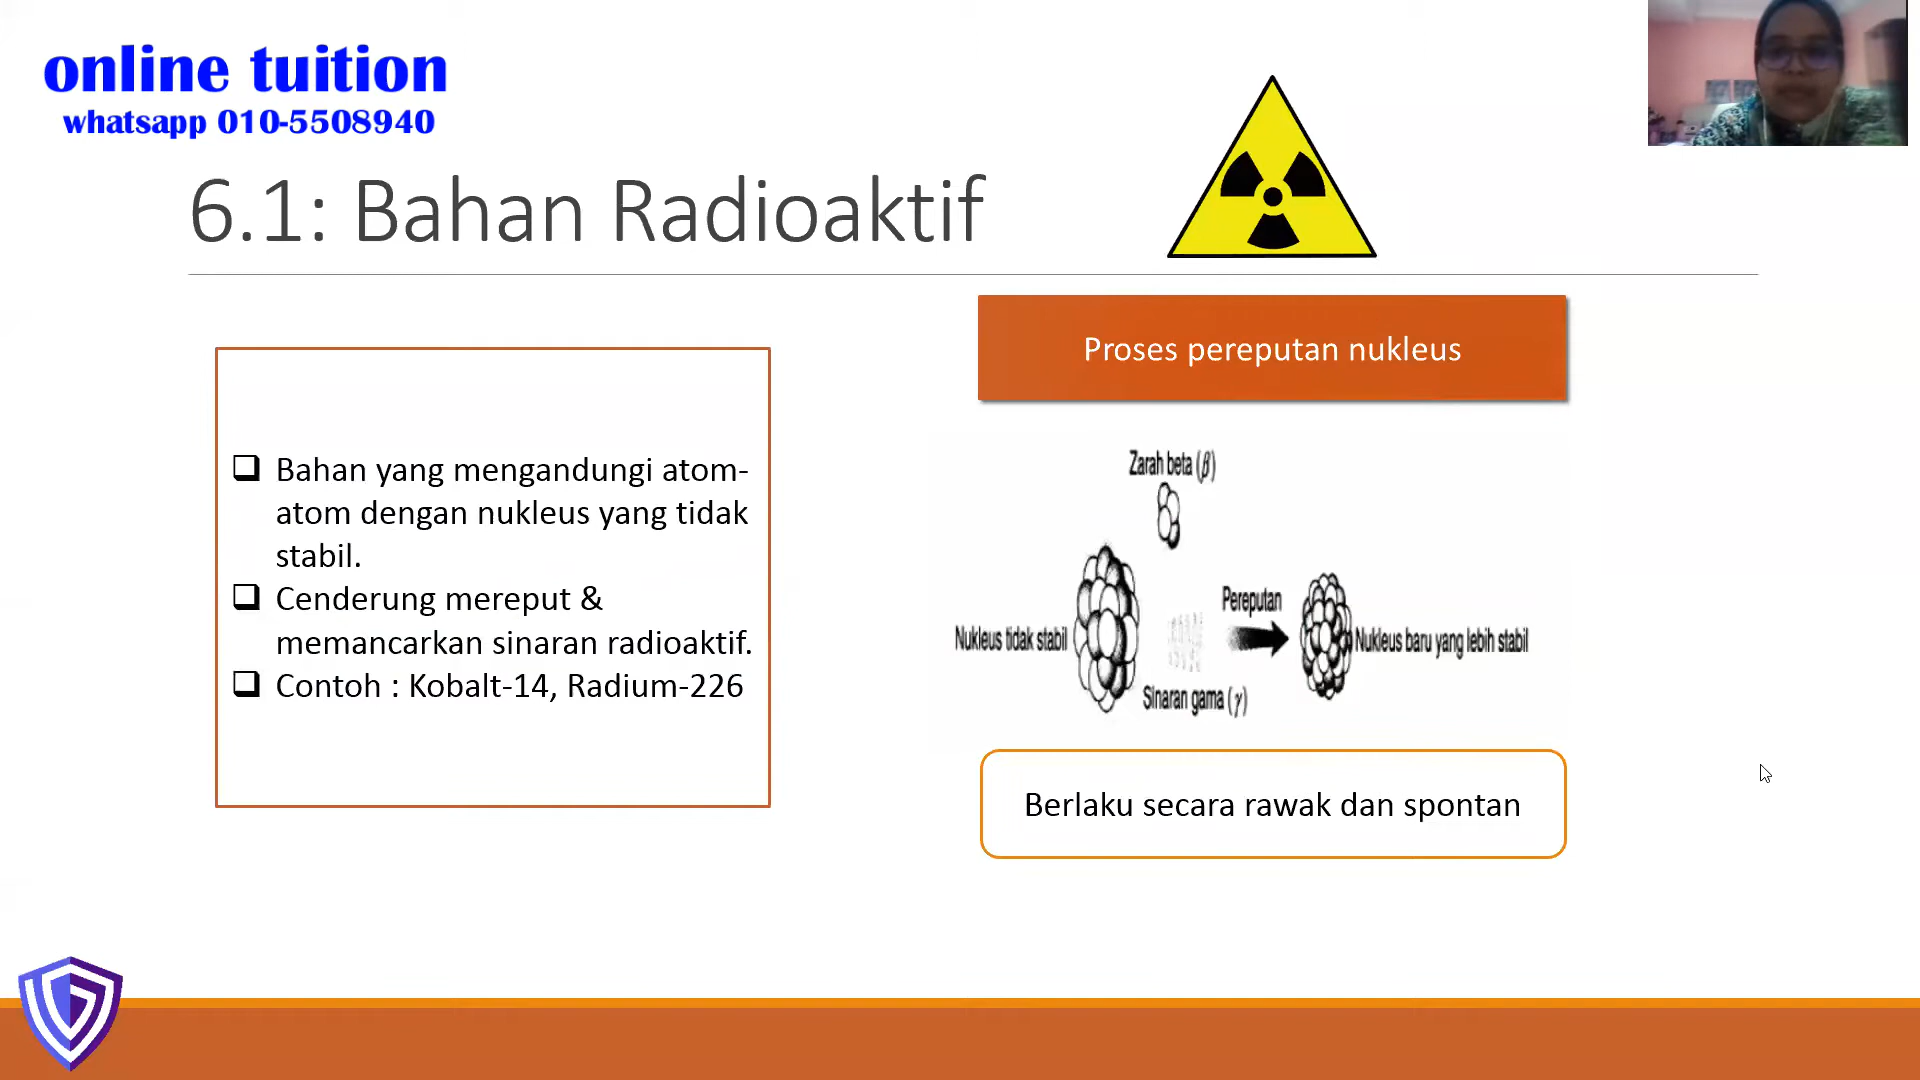 online tuition
whatsapp 010-5508940
6.1: Bahan Radioaktif
Bahan yang mengandungi atom-
atom dengan nukleus yang tidak
stabil.
Cenderung mereput &
memancarkan sinaran radioaktif.
Contoh : Kobalt-14, Radium-226
Proses pereputan nukleus
Zarah beta (β)
Pereputan
Nukleus tidak stabil
Nukleus baru yang lebih stabil
Sinaran gama (γ)
Berlaku secara rawak dan spontan